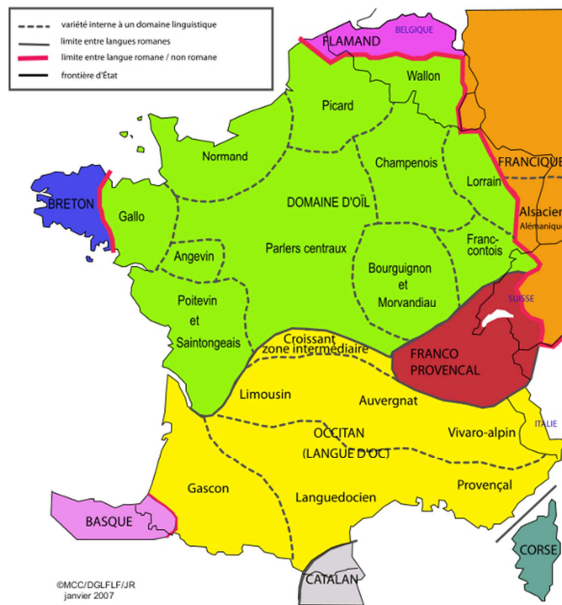 variété interne à un domaine linguistique
limite entre langues romanes
limite entre langue romane / non romane
frontière d'État
FLAMAND
BELGIQUE
Wallon
Picard
Normand
Champenois
Lorrain
FRANCIQUE
BRETON
Gallo
DOMAINE D'OÏL
Alsacien
Alémanique
Angevin
Parlers centraux
Franc-
comtois
Bourguignon
et
Morvandiau
Poitevin
et
Saintongeais
SUISSE
Croissant
zone intermédiaire
FRANCO
PROVENCAL
Limousin
Auvergnat
ITALIE
OCCITAN
(LANGUE D'OC)
Vivaro-alpin
Gascon
Languedocien
Provençal
BASQUE
CORSE
CATALAN
©MCC/DGLFLF/JR
janvier 2007